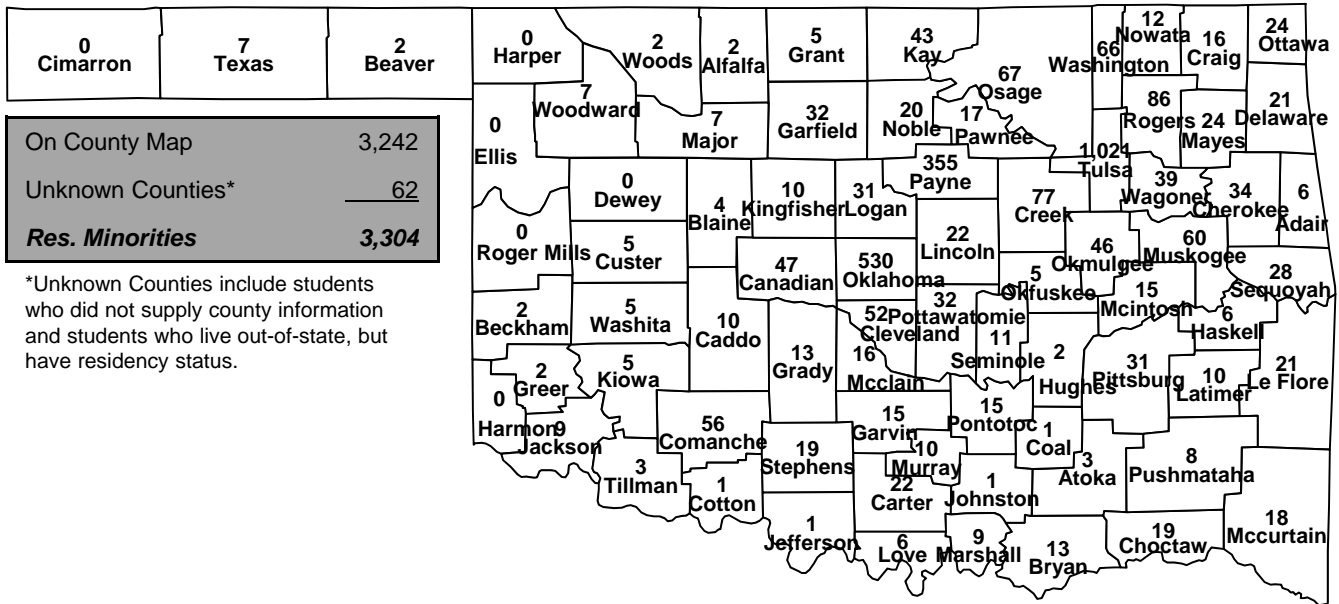 0
Cimarron
7
Texas
2
Beaver
0
Harper
2
Woods
2
Alfalfa
5
Grant
43
Kay
67
Osage
66
Washington
12
Nowata
16
Craig
24
Ottawa
7
Woodward
0
Ellis
7
Major
32
Garfield
20
Noble
17
Pawnee
86
Rogers
24
Mayes
21
Delaware
On County Map 3,242
Unknown Counties* 62
Res. Minorities 3,304
*Unknown Counties include students
who did not supply county information
and students who live out-of-state, but
have residency status.
0
Dewey
4
Blaine
10
Kingfisher
31
Logan
355
Payne
1,021
Tulsa
39
Wagoner
34
Cherokee
6
Adair
0
Roger Mills
5
Custer
47
Canadian
530
Oklahoma
22
Lincoln
77
Creek
46
Okmulgee
60
Muskogee
28
Sequoyah
2
Beckham
5
Washita
10
Caddo
13
Grady
52
Cleveland
32
Pottawatomie
5
Okfuskee
15
Mcintosh
6
Haskell
0
Harmon
2
Greer
5
Kiowa
16
Mcclain
11
Seminole
2
Hughes
31
Pittsburg
10
Latimer
21
Le Flore
9
Jackson
56
Comanche
19
Stephens
15
Garvin
15
Pontotoc
1
Coal
3
Atoka
8
Pushmataha
3
Tillman
1
Cotton
10
Murray
22
Carter
1
Johnston
1
Jefferson
6
Love
9
Marshall
13
Bryan
19
Choctaw
18
Mccurtain